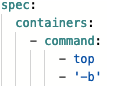 spec:
  containers:
    - command:
        - top
        - '-b'